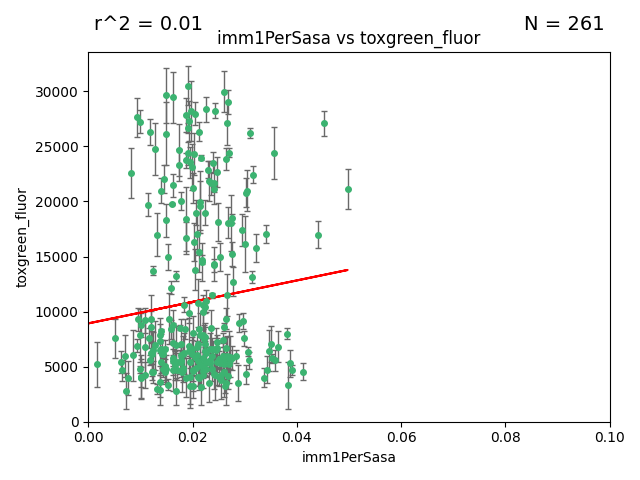 r^2 = 0.01
N = 261
imm1PerSasa vs toxgreen_fluor
30000
25000
20000
15000
10000
5000
0
toxgreen_fluor
0.00
0.02
0.04
0.06
0.08
0.10
imm1PerSasa